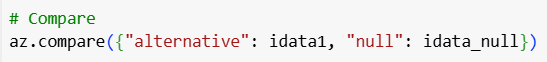 # Compare
az.compare({"alternative": idata1, "null": idata_null})